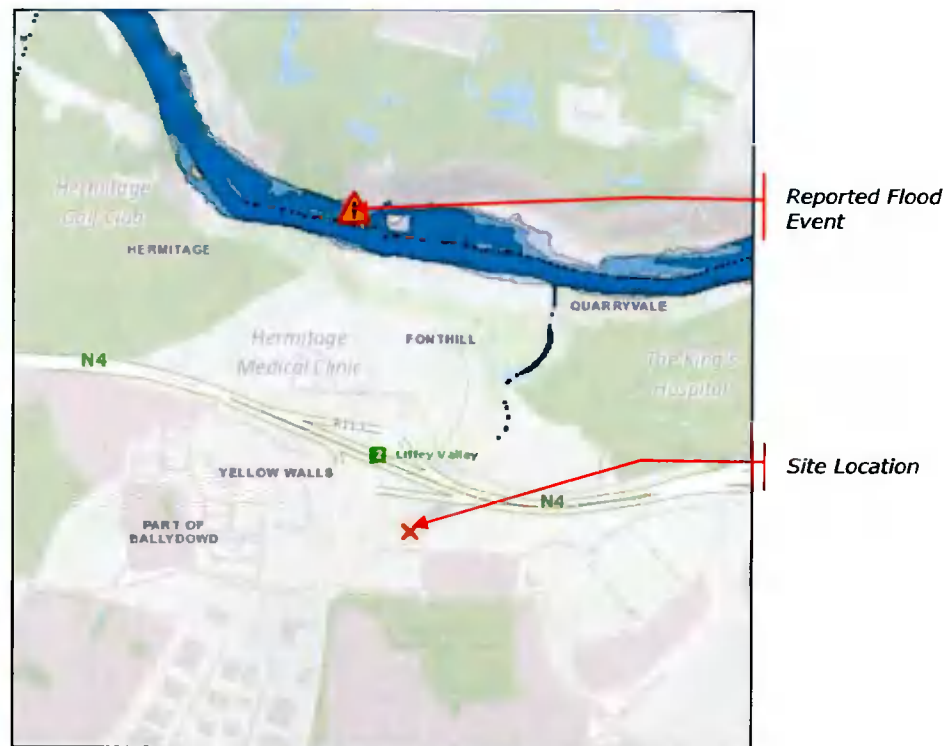 Reported Flood
Event
Hermitage
Golf Club
HERMITAGE
QUARRYVALE
Hermitage
Medical Clinic
FONTHILL
The King's
Hospital
N4
2 Liffey Valley
YELLOW WALLS
Site Location
N4
PART OF
BALLYDOWD